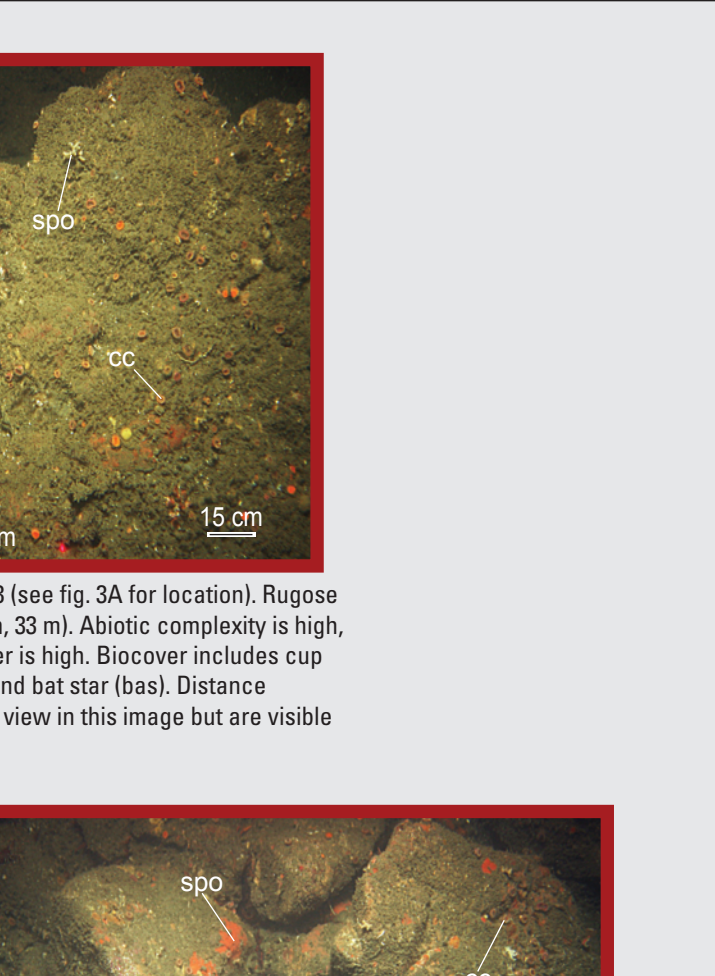 spo
cc
15 cm
m
(see fig. 3A for location). Rugose
, 33 m). Abiotic complexity is high,
er is high. Biocover includes cup
nd bat star (bas). Distance
view in this image but are visible
spo